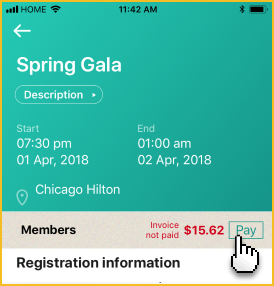 HOME 11:42 AM
Spring Gala
Description
Start End
07:30 pm 01:00 am
01 Apr, 2018 02 Apr, 2018
Chicago Hilton
Members Invoice not paid $15.62 Pay
Registration information